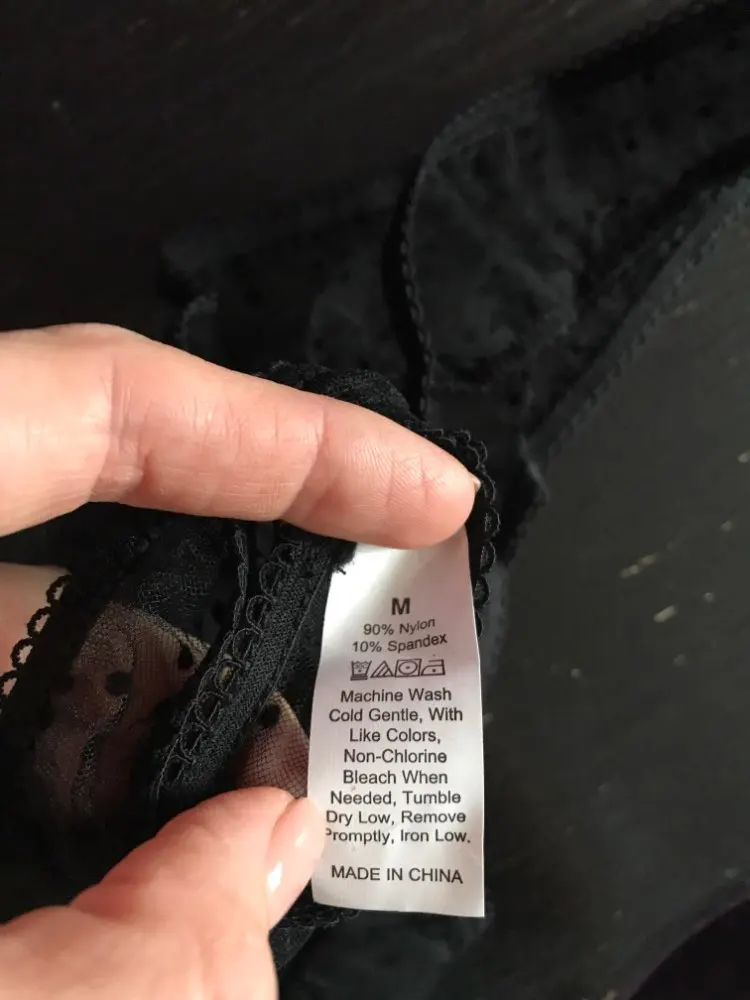 M
90% Nylon
10% Spandex
Machine Wash
Cold Gentle, With
Like Colors,
Non-Chlorine
Bleach When
Needed, Tumble
Dry Low, Remove
Promptly, Iron Low.
MADE IN CHINA